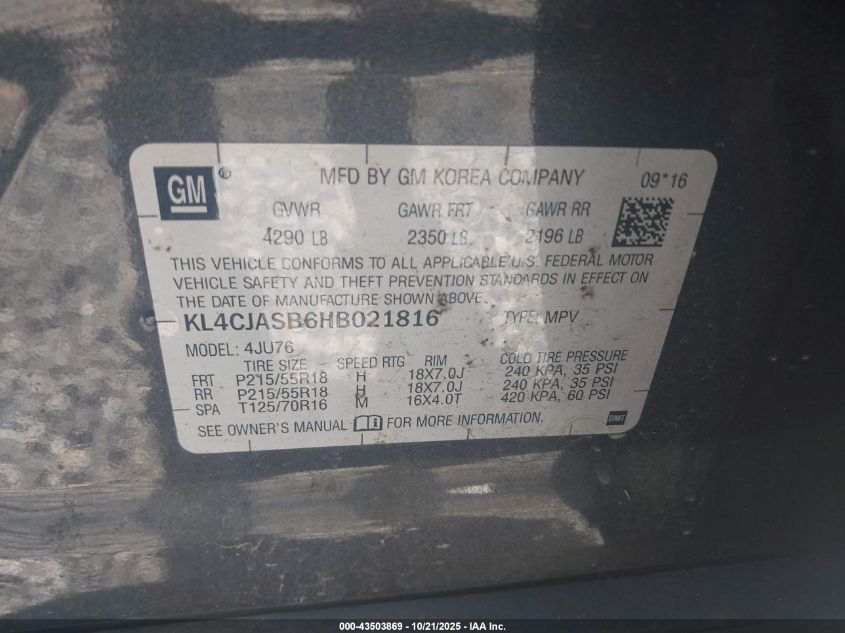 GM ® MFD BY GM KOREA COMPANY 09*16
GVWR GAWR FRT GAWR RR
4290 LB 2350 LB 2196 LB
THIS VEHICLE CONFORMS TO ALL APPLICABLE U.S. FEDERAL MOTOR
VEHICLE SAFETY AND THEFT PREVENTION STANDARDS IN EFFECT ON
THE DATE OF MANUFACTURE SHOWN ABOVE.
KL4CJASB6HB021816 TYPE: MPV
MODEL: 4JU76
TIRE SIZE SPEED RTG RIM COLD TIRE PRESSURE
FRT P215/55R18 H 18X7.0J 240 KPA, 35 PSI
RR P215/55R18 H 18X7.0J 240 KPA, 35 PSI
SPA T125/70R16 M 16X4.0T 420 KPA, 60 PSI
SEE OWNER'S MANUAL FOR MORE INFORMATION.
DMT
000-43503869 - 10/21/2025 - IAA Inc.